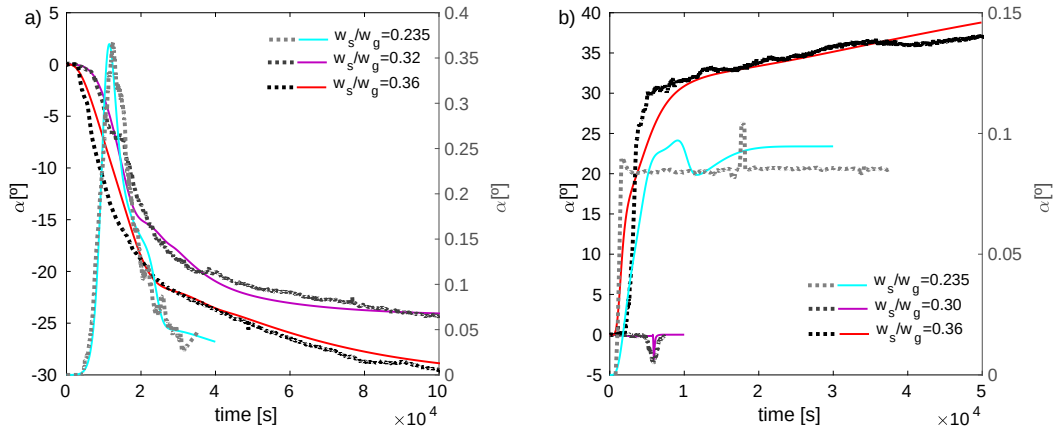 a)
w_s/w_g=0.235
w_s/w_g=0.32
w_s/w_g=0.36
5
0
-5
-10
-15
-20
-25
-30
α[º]
0.4
0.35
0.3
0.25
0.2
0.15
0.1
0.05
0
α[º]
0 2 4 6 8 10
time [s]
×10^4
b)
40
35
30
25
20
15
10
5
0
-5
α[º]
0.15
0.1
0.05
0
α[º]
w_s/w_g=0.235
w_s/w_g=0.30
w_s/w_g=0.36
0 1 2 3 4 5
time [s]
×10^4